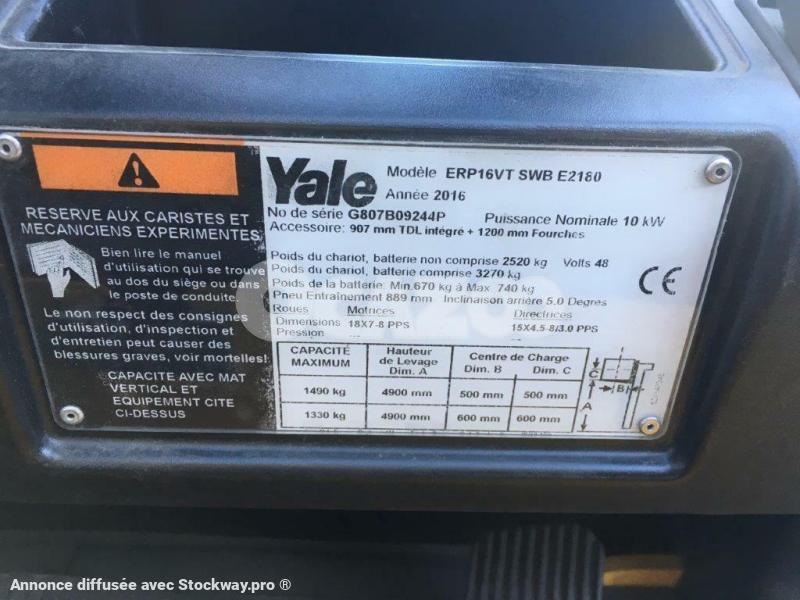 RESERVE AUX CARISTES ET
MECANICIENS EXPERIMENTES
Bien lire le manuel
d'utilisation qui se trouve
au dos du siège ou dans
le poste de conduite.
Le non respect des consignes
d'utilisation, d'inspection et
d'entretien peut causer des
blessures graves, voir mortelles!
CAPACITE AVEC MAT
VERTICAL ET
EQUIPEMENT CITE
CI-DESSUS
Yale
Modèle ERP16VT SWB E2180
Année 2016
No de série G807B09244P Puissance Nominale 10 kW
Accessoire: 907 mm TDL intégré + 1200 mm Fourches
Poids du chariot, batterie non comprise 2520 kg Volts 48
Poids du chariot, batterie comprise 3270 kg
Poids de la batterie: Min 670 kg à Max 740 kg
Pneu Entraînement 889 mm Inclinaison arrière 5.0 Degrés
Roues Motrices Directrices
Dimensions 18X7-8 PPS 15X4.5-8/3.0 PPS
Pression --- ---
CAPACITÉ MAXIMUM Hauteur de Levage Dim. A Centre de Charge Dim. B Dim. C
1490 kg 4900 mm 500 mm 500 mm
1330 kg 4900 mm 600 mm 600 mm
CE
C
B
A
Annonce diffusée avec Stockway.pro ®